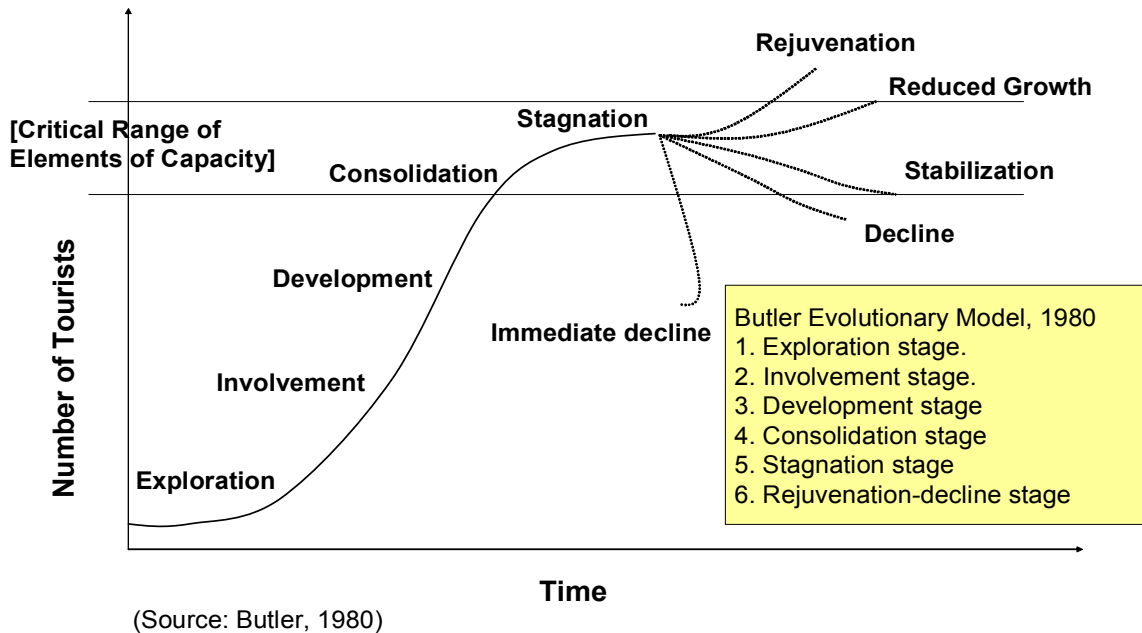 Rejuvenation
Reduced Growth
[Critical Range of
Elements of Capacity]
Stagnation
Consolidation
Stabilization
Decline
Development
Immediate decline
Involvement
Exploration
Number of Tourists
Butler Evolutionary Model, 1980
1. Exploration stage.
2. Involvement stage.
3. Development stage
4. Consolidation stage
5. Stagnation stage
6. Rejuvenation-decline stage
Time
(Source: Butler, 1980)